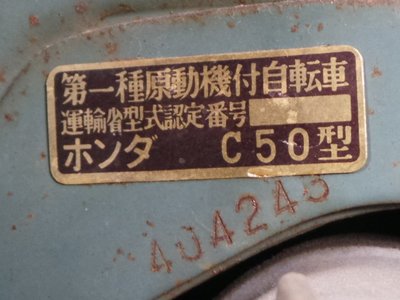 第一種原動機付自転車
運輸省型式認定番号
ホンダ C50型